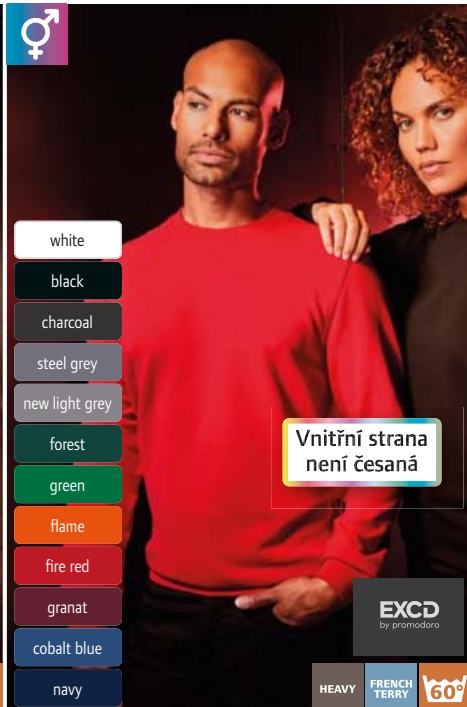 white
black
charcoal
steel grey
new light grey
forest
green
flame
fire red
granat
cobalt blue
navy
Vnitřní strana
není česaná
EXCD
by promodoro
HEAVY
FRENCH
TERRY
60°